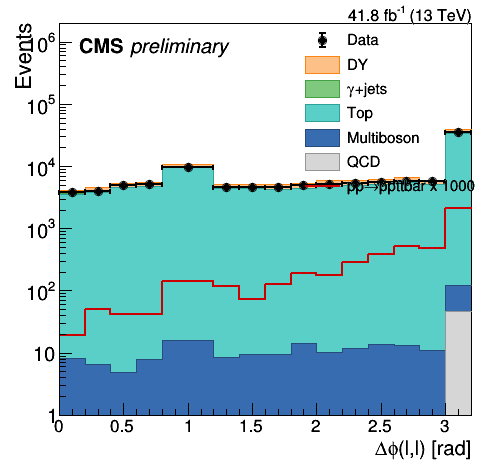 41.8 fb⁻¹ (13 TeV)
Events
CMS preliminary
Data
DY
γ+jets
Top
Multiboson
QCD
pp→ppttbar x 1000
10⁶
10⁵
10⁴
10³
10²
10
1
0 0.5 1 1.5 2 2.5 3
Δϕ(l,l) [rad]